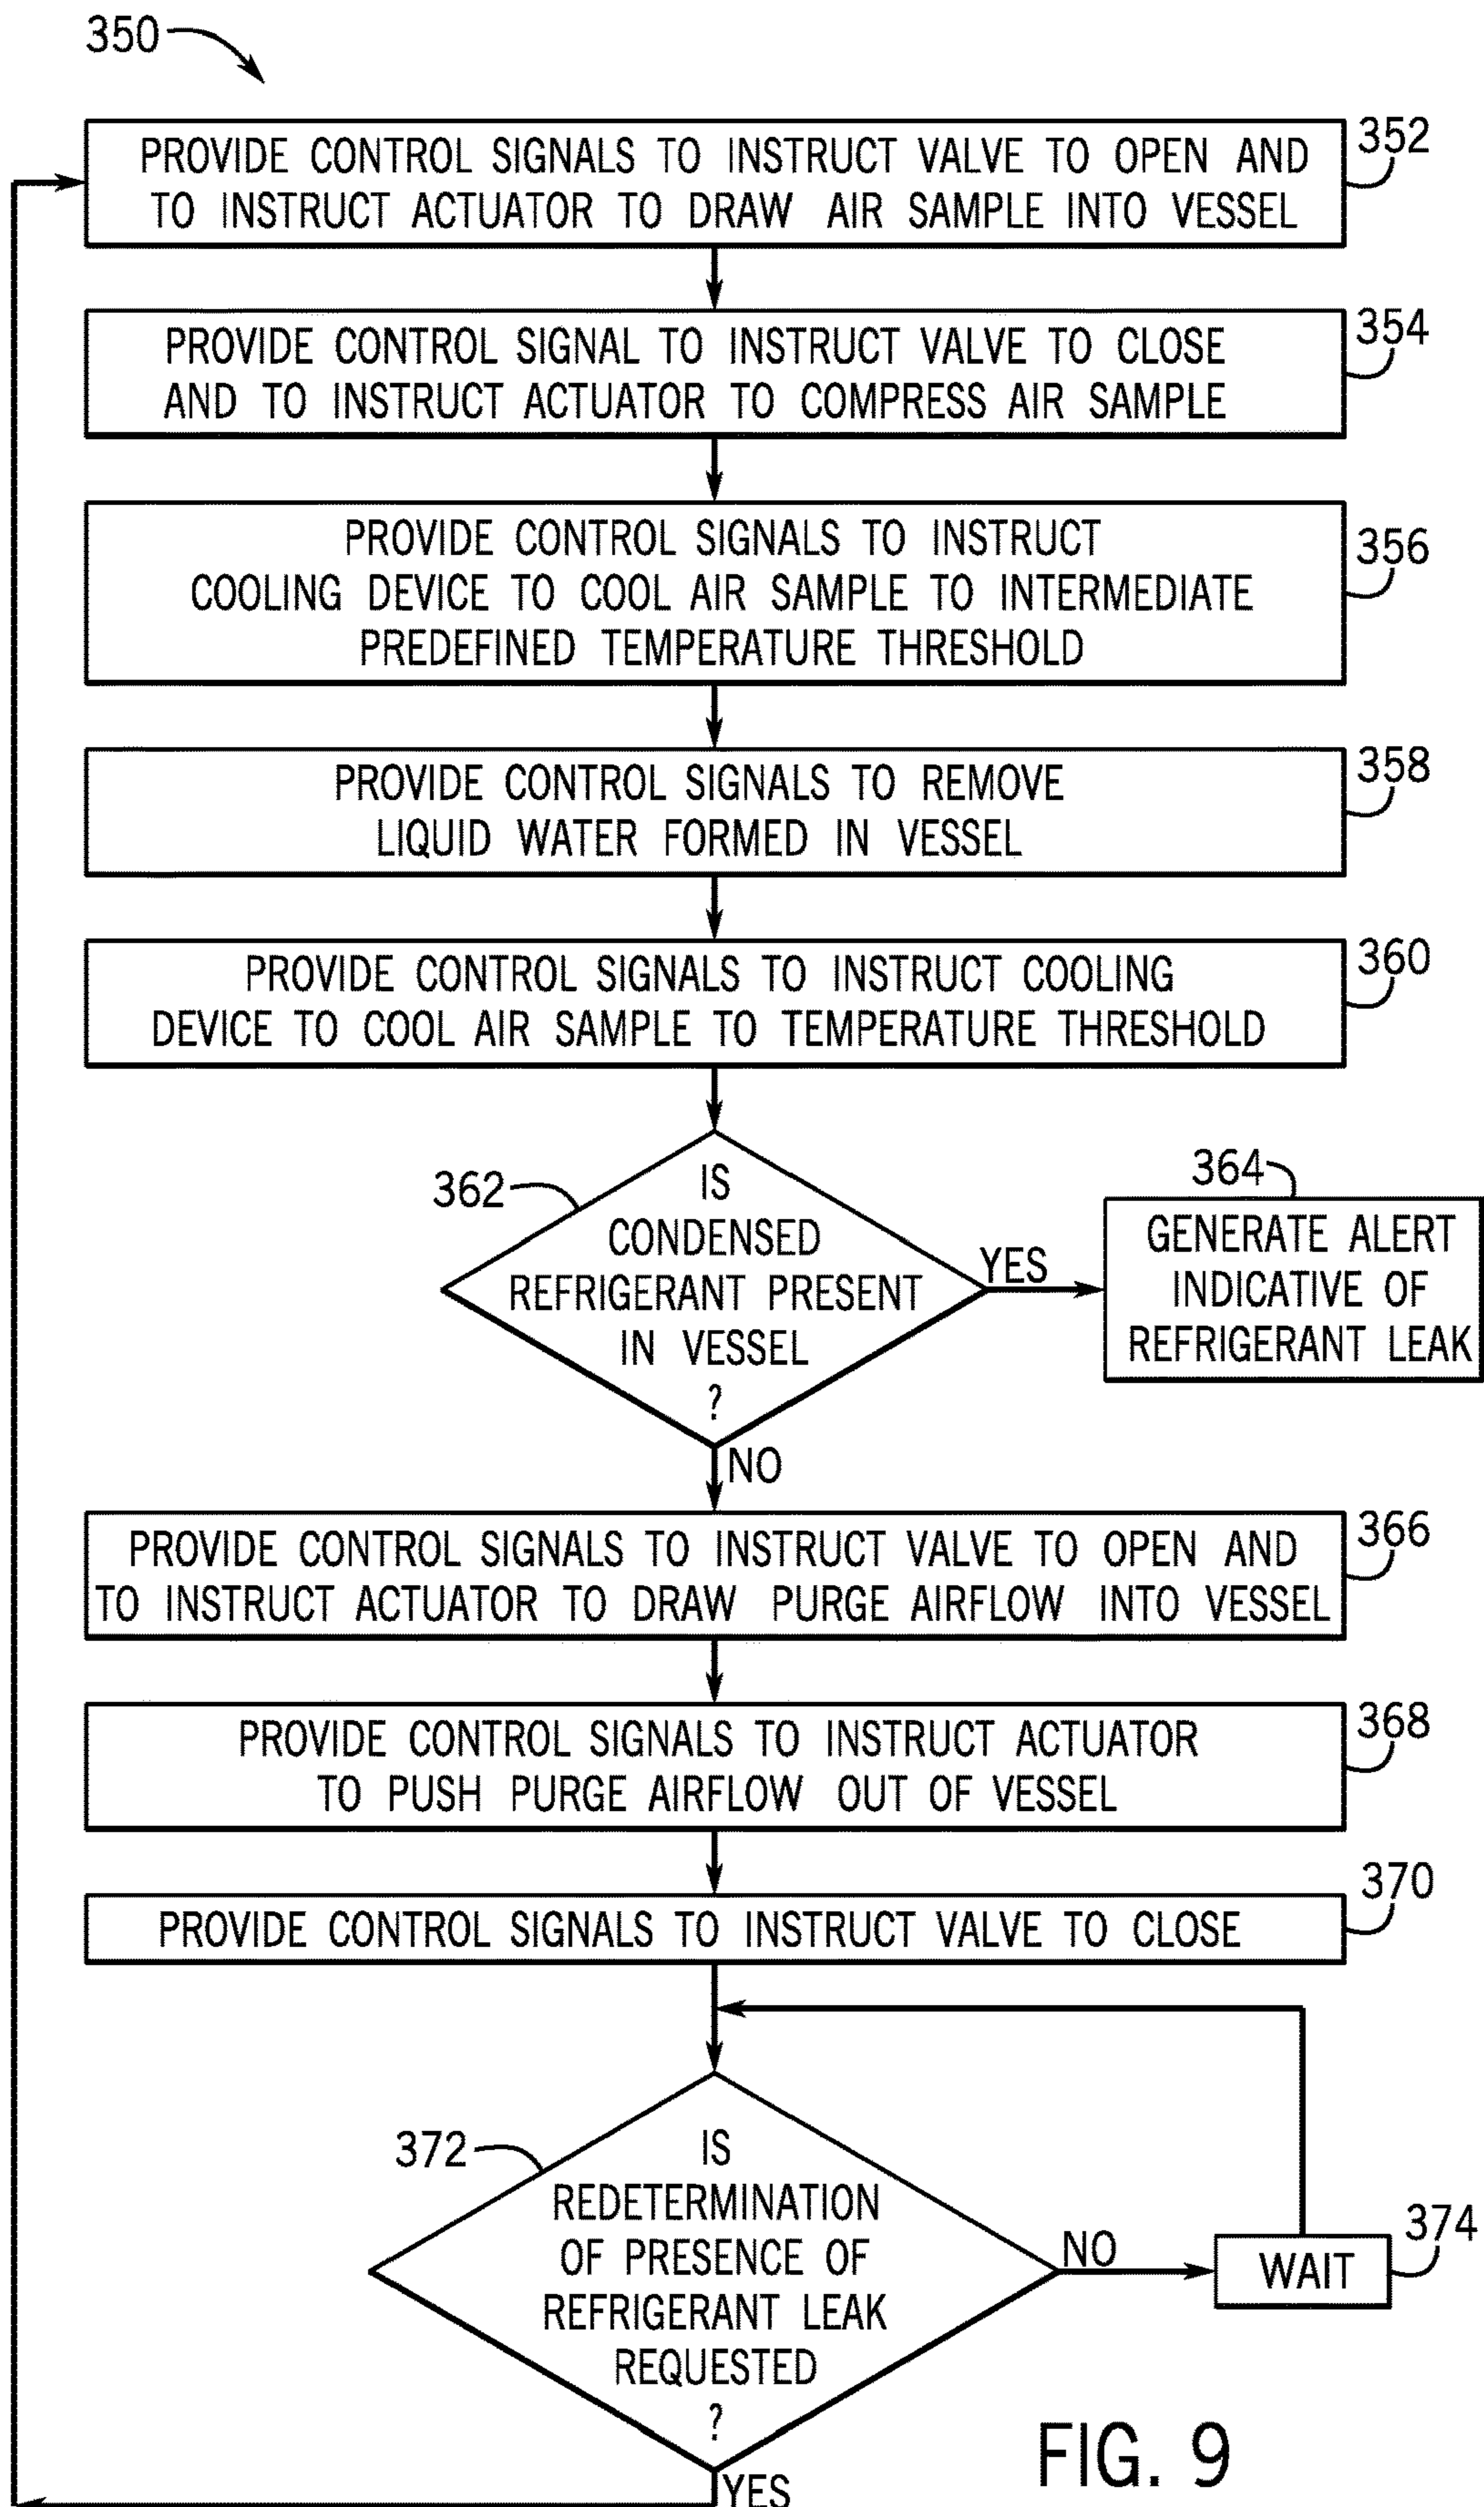 350
PROVIDE CONTROL SIGNALS TO INSTRUCT VALVE TO OPEN AND
TO INSTRUCT ACTUATOR TO DRAW AIR SAMPLE INTO VESSEL
352
PROVIDE CONTROL SIGNAL TO INSTRUCT VALVE TO CLOSE
AND TO INSTRUCT ACTUATOR TO COMPRESS AIR SAMPLE
354
PROVIDE CONTROL SIGNALS TO INSTRUCT
COOLING DEVICE TO COOL AIR SAMPLE TO INTERMEDIATE
PREDEFINED TEMPERATURE THRESHOLD
356
PROVIDE CONTROL SIGNALS TO REMOVE
LIQUID WATER FORMED IN VESSEL
358
PROVIDE CONTROL SIGNALS TO INSTRUCT COOLING
DEVICE TO COOL AIR SAMPLE TO TEMPERATURE THRESHOLD
360
362
IS
CONDENSED
REFRIGERANT PRESENT
IN VESSEL
?
YES
364
GENERATE ALERT
INDICATIVE OF
REFRIGERANT LEAK
NO
PROVIDE CONTROL SIGNALS TO INSTRUCT VALVE TO OPEN AND
TO INSTRUCT ACTUATOR TO DRAW PURGE AIRFLOW INTO VESSEL
366
PROVIDE CONTROL SIGNALS TO INSTRUCT ACTUATOR
TO PUSH PURGE AIRFLOW OUT OF VESSEL
368
PROVIDE CONTROL SIGNALS TO INSTRUCT VALVE TO CLOSE
370
372
IS
REDETERMINATION
OF PRESENCE OF
REFRIGERANT LEAK
REQUESTED
?
NO
WAIT
374
YES
FIG. 9